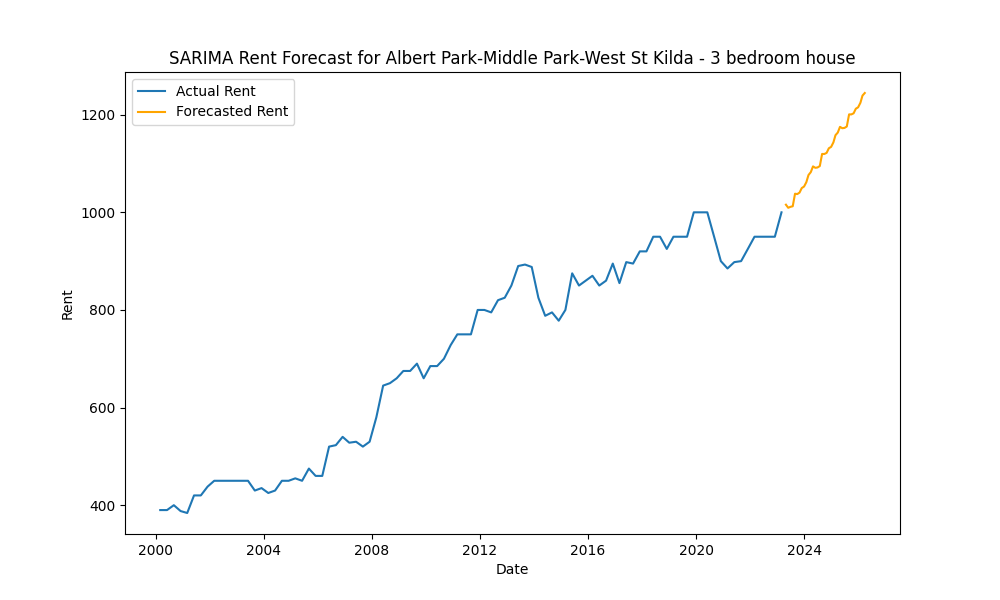 SARIMA Rent Forecast for Albert Park-Middle Park-West St Kilda - 3 bedroom house
Actual Rent
Forecasted Rent
1200
1000
800
600
400
Rent
2000 2004 2008 2012 2016 2020 2024
Date